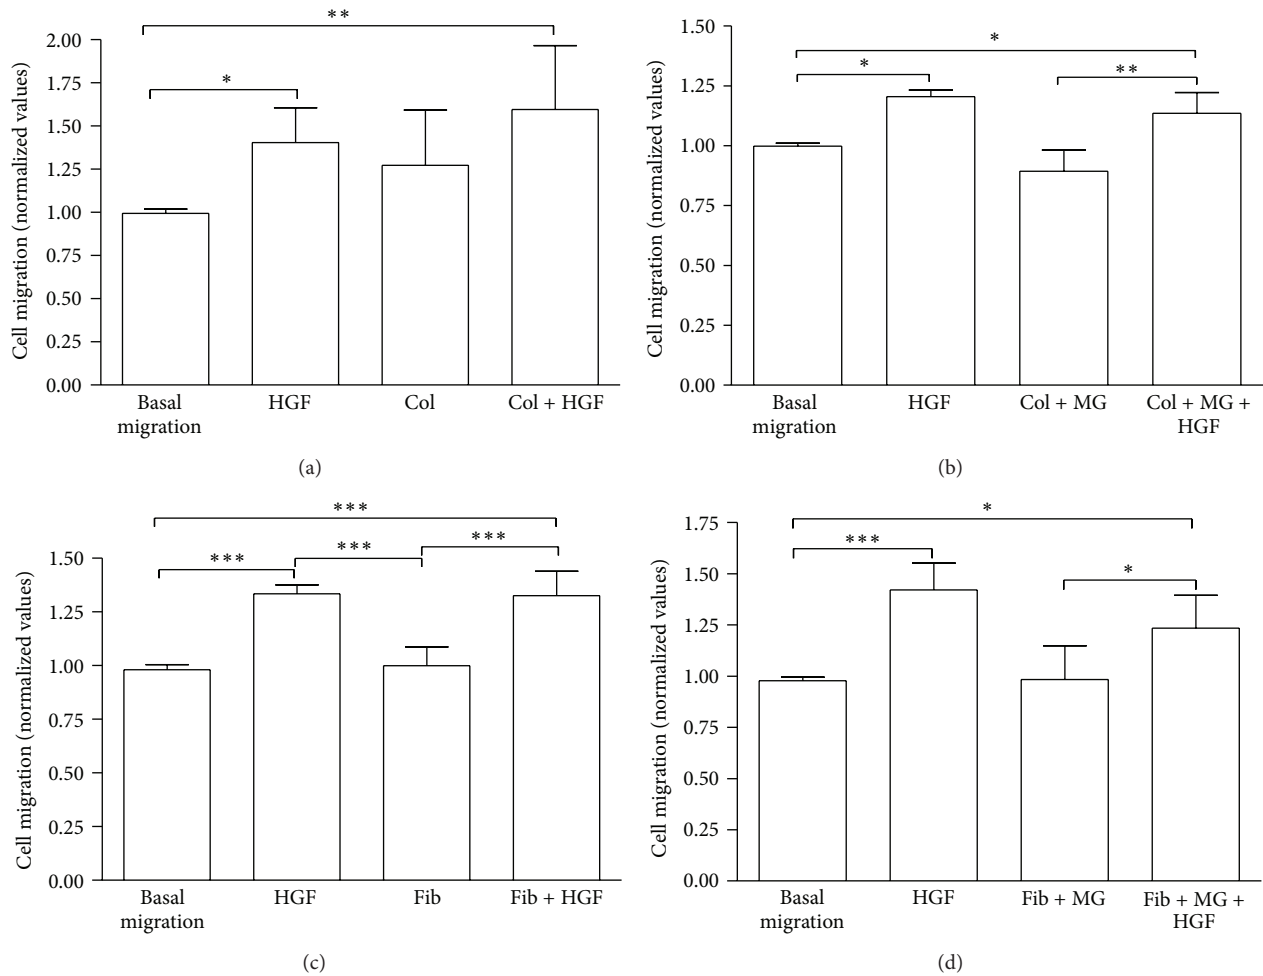 **
*
Cell migration (normalized values)
2.00
1.75
1.50
1.25
1.00
0.75
0.50
0.25
0.00
Basal
migration
HGF
Col
Col + HGF
(a)
*
*
**
Cell migration (normalized values)
1.50
1.25
1.00
0.75
0.50
0.25
0.00
Basal
migration
HGF
Col + MG
Col + MG +
HGF
(b)
***
***
***
***
Cell migration (normalized values)
1.50
1.25
1.00
0.75
0.50
0.25
0.00
Basal
migration
HGF
Fib
Fib + HGF
(c)
*
***
*
Cell migration (normalized values)
1.75
1.50
1.25
1.00
0.75
0.50
0.25
0.00
Basal
migration
HGF
Fib + MG
Fib + MG +
HGF
(d)